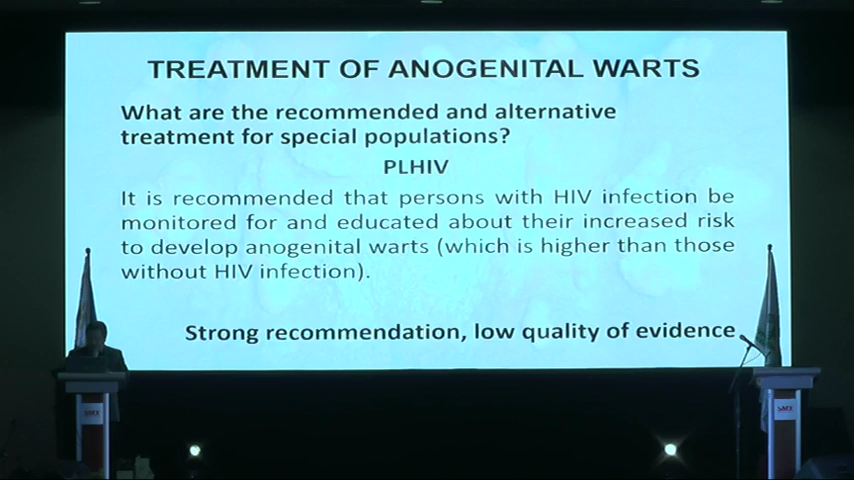 TREATMENT OF ANOGENITAL WARTS
What are the recommended and alternative
treatment for special populations?
PLHIV
It is recommended that persons with HIV infection be
monitored for and educated about their increased risk
to develop anogenital warts (which is higher than those
without HIV infection).
Strong recommendation, low quality of evidence
SMX
SMX